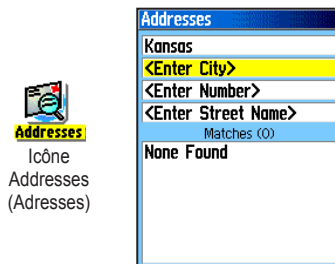 Addresses
Icône
Addresses
(Adresses)
Addresses
Kansas
<Enter City>
<Enter Number>
<Enter Street Name>
Matches (0)
None Found